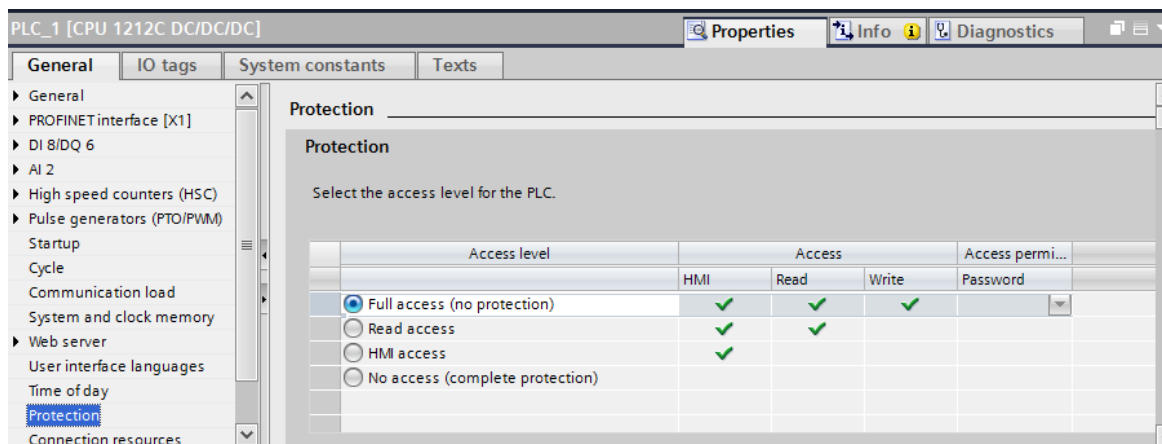 PLC_1 [CPU 1212C DC/DC/DC]
Properties
Info
Diagnostics
General
IO tags
System constants
Texts
General
PROFINET interface [X1]
DI 8/DQ 6
AI 2
High speed counters (HSC)
Pulse generators (PTO/PWM)
Startup
Cycle
Communication load
System and clock memory
Web server
User interface languages
Time of day
Protection
Connection resources
Protection
Protection
Select the access level for the PLC.
Access level Access Access permi...
HMI Read Write Password
Full access (no protection)
Read access
HMI access
No access (complete protection)